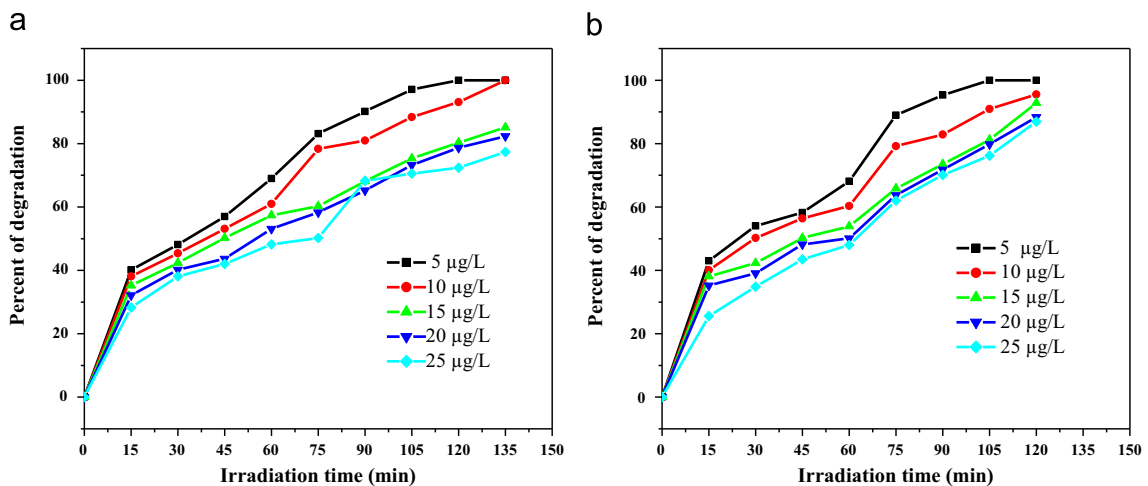 a
Percent of degradation
100
80
60
40
20
0
5 µg/L
10 µg/L
15 µg/L
20 µg/L
25 µg/L
0 15 30 45 60 75 90 105 120 135 150
Irradiation time (min)
b
Percent of degradation
100
80
60
40
20
0
5 µg/L
10 µg/L
15 µg/L
20 µg/L
25 µg/L
0 15 30 45 60 75 90 105 120 135 150
Irradiation time (min)